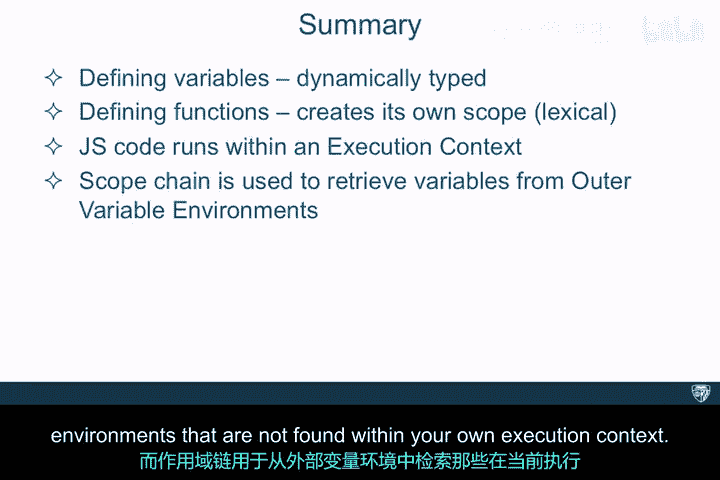 Summary
✧ Defining variables – dynamically typed
✧ Defining functions – creates its own scope (lexical)
✧ JS code runs within an Execution Context
✧ Scope chain is used to retrieve variables from Outer
Variable Environments
environments that are not found within your own execution context.
而作用域链用于从外部变量环境中检索那些在当前执行